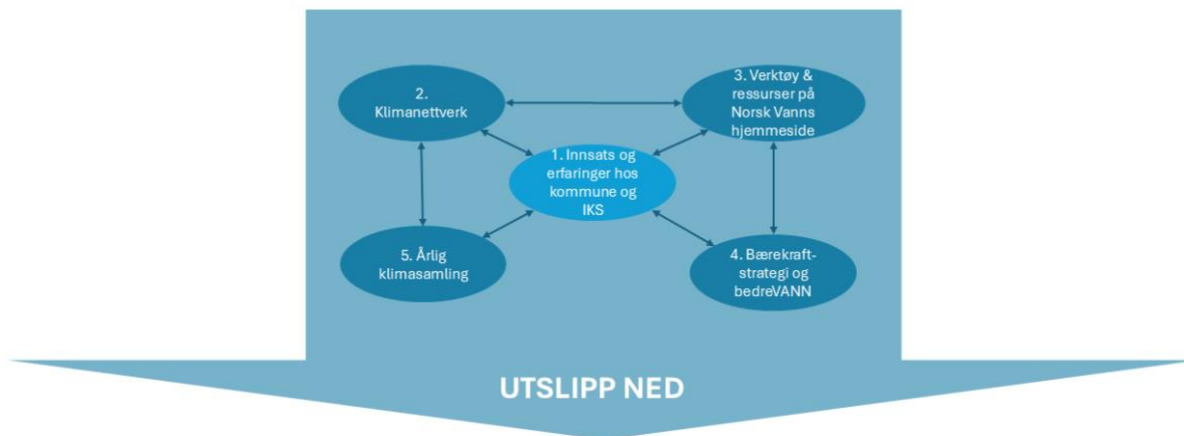 2.
Klimanettverk
3. Verktøy &
ressurser på
Norsk Vanns
hjemmeside
1. Innsats og
erfaringer hos
kommune og
IKS
5. Årlig
klimasamling
4. Bærekraft-
strategi og
bedreVANN
UTSLIPP NED